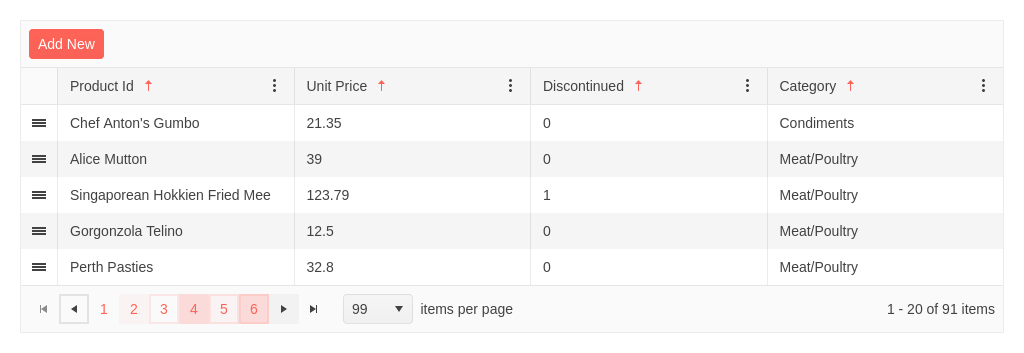 Add New
Product Id Unit Price Discontinued Category
Chef Anton's Gumbo 21.35 0 Condiments
Alice Mutton 39 0 Meat/Poultry
Singaporean Hokkien Fried Mee 123.79 1 Meat/Poultry
Gorgonzola Telino 12.5 0 Meat/Poultry
Perth Pasties 32.8 0 Meat/Poultry
1 2 3 4 5 6 99 items per page 1 - 20 of 91 items